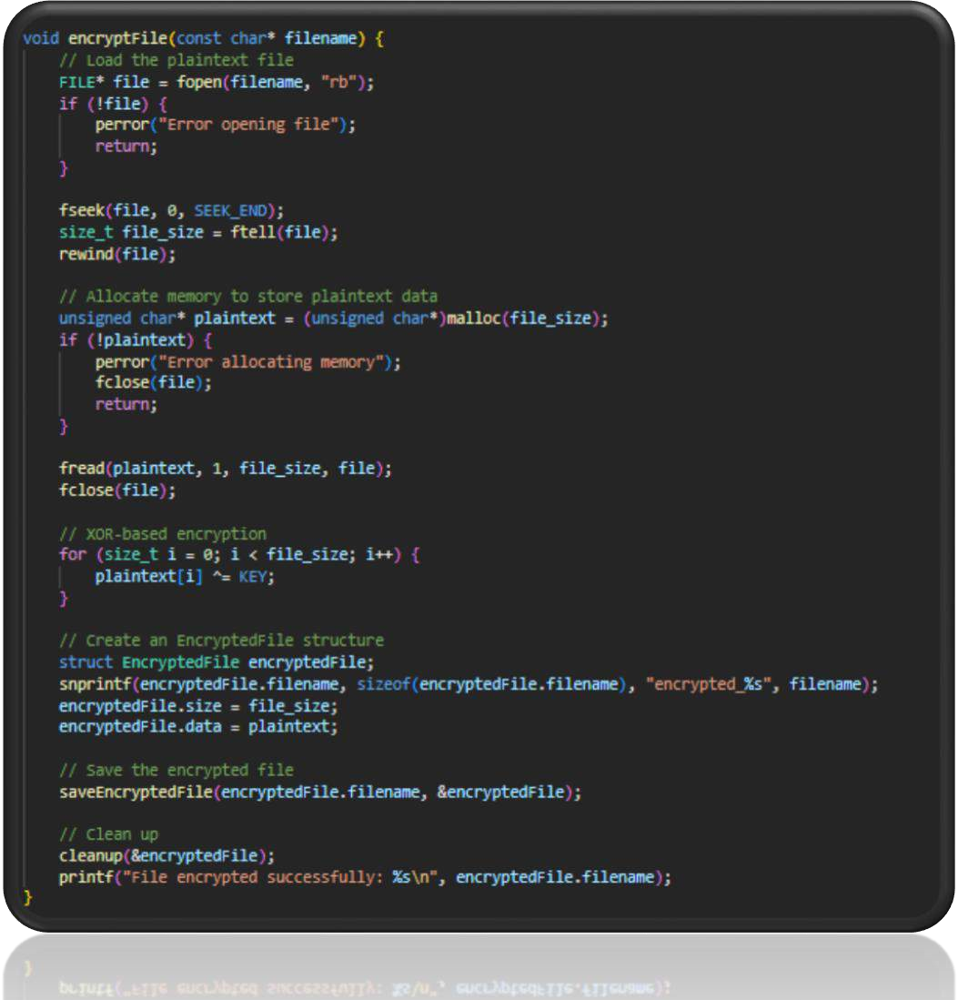 void encryptFile(const char* filename) {
    // Load the plaintext file
    FILE* file = fopen(filename, "rb");
    if (!file) {
        perror("Error opening file");
        return;
    }

    fseek(file, 0, SEEK_END);
    size_t file_size = ftell(file);
    rewind(file);

    // Allocate memory to store plaintext data
    unsigned char* plaintext = (unsigned char*)malloc(file_size);
    if (!plaintext) {
        perror("Error allocating memory");
        fclose(file);
        return;
    }

    fread(plaintext, 1, file_size, file);
    fclose(file);

    // XOR-based encryption
    for (size_t i = 0; i < file_size; i++) {
        plaintext[i] ^= KEY;
    }

    // Create an EncryptedFile structure
    struct EncryptedFile encryptedFile;
    snprintf(encryptedFile.filename, sizeof(encryptedFile.filename), "encrypted_%s", filename);
    encryptedFile.size = file_size;
    encryptedFile.data = plaintext;

    // Save the encrypted file
    saveEncryptedFile(encryptedFile.filename, &encryptedFile);

    // Clean up
    cleanup(&encryptedFile);
    printf("File encrypted successfully: %s\n", encryptedFile.filename);
}